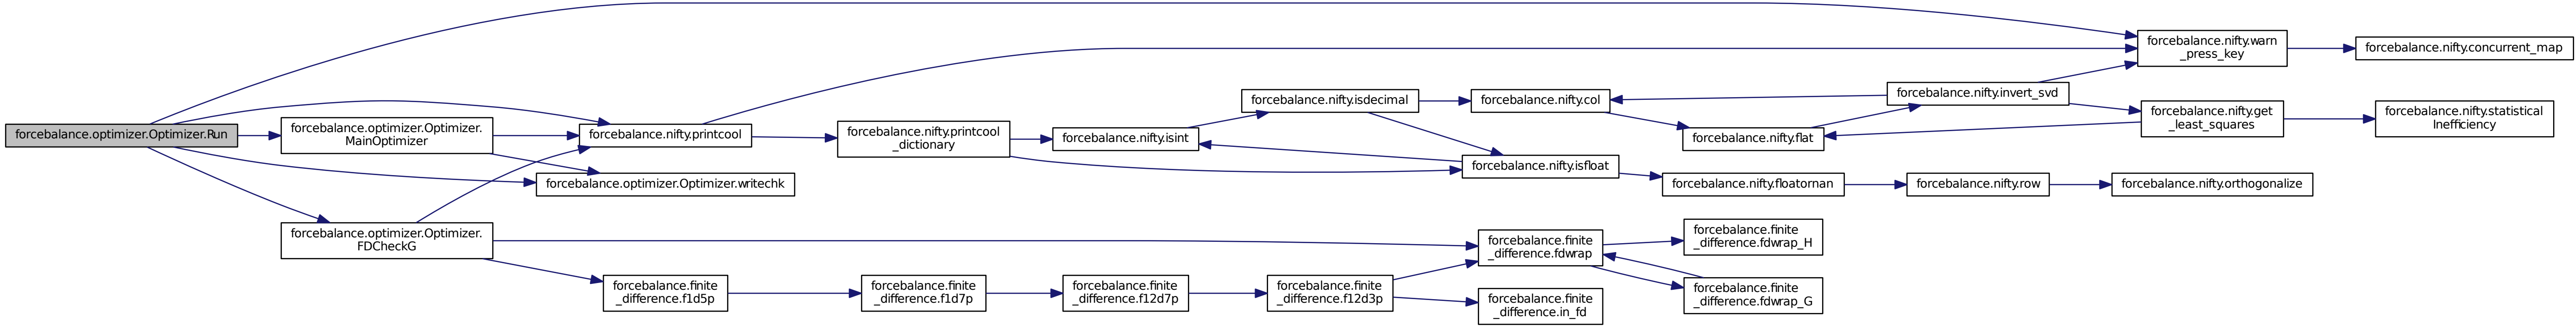 forcebalance.optimizer.Optimizer.Run
forcebalance.optimizer.Optimizer.
MainOptimizer
forcebalance.optimizer.Optimizer.
FDCheckG
forcebalance.nifty.printcool
forcebalance.optimizer.Optimizer.writechk
forcebalance.finite
_difference.f1d5p
forcebalance.nifty.printcool
_dictionary
forcebalance.finite
_difference.f1d7p
forcebalance.nifty.isint
forcebalance.finite
_difference.f12d7p
forcebalance.nifty.isdecimal
forcebalance.finite
_difference.f12d3p
forcebalance.nifty.col
forcebalance.nifty.isfloat
forcebalance.finite
_difference.fdwrap
forcebalance.finite
_difference.in_fd
forcebalance.nifty.flat
forcebalance.nifty.floatornan
forcebalance.finite
_difference.fdwrap_H
forcebalance.finite
_difference.fdwrap_G
forcebalance.nifty.invert_svd
forcebalance.nifty.row
forcebalance.nifty.warn
_press_key
forcebalance.nifty.get
_least_squares
forcebalance.nifty.orthogonalize
forcebalance.nifty.concurrent_map
forcebalance.nifty.statistical
Inefficiency